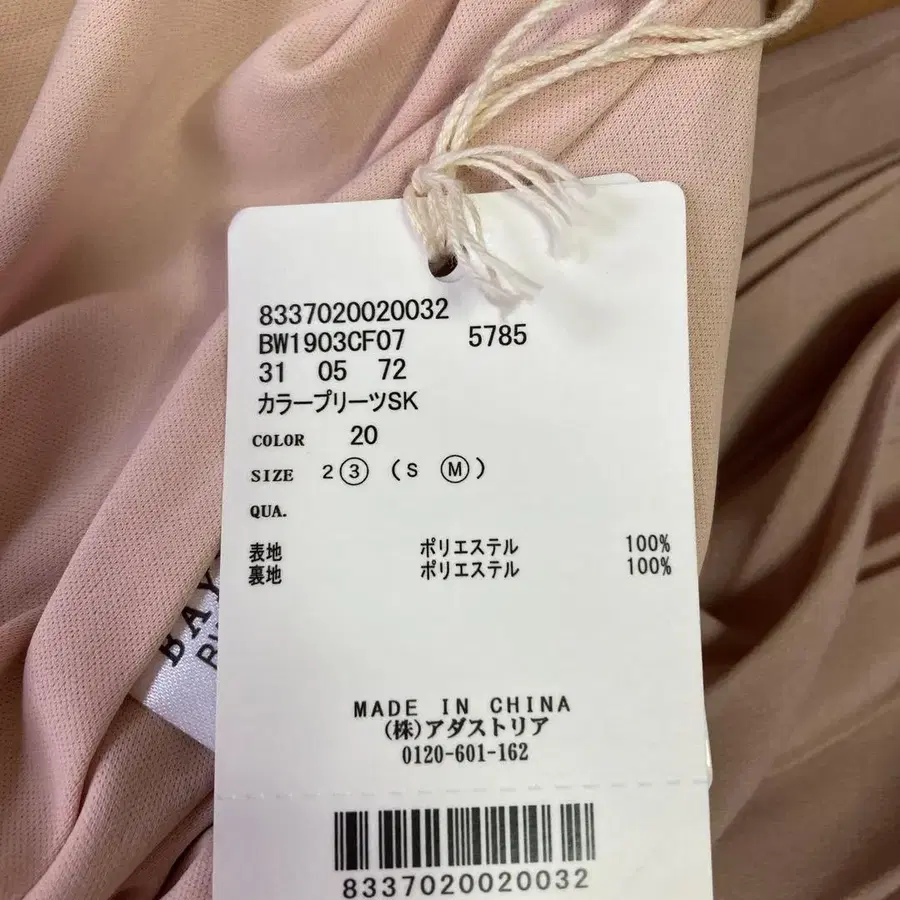 8337020020032
BW1903CF07 5785
31 05 72
カラープリーツSK
COLOR 20
SIZE 2 ③ (S Ⓜ)
QUA.
表地 ポリエステル 100%
裏地 ポリエステル 100%
BAY
MADE IN CHINA
(株)アダストリア
0120-601-162
8337020020032